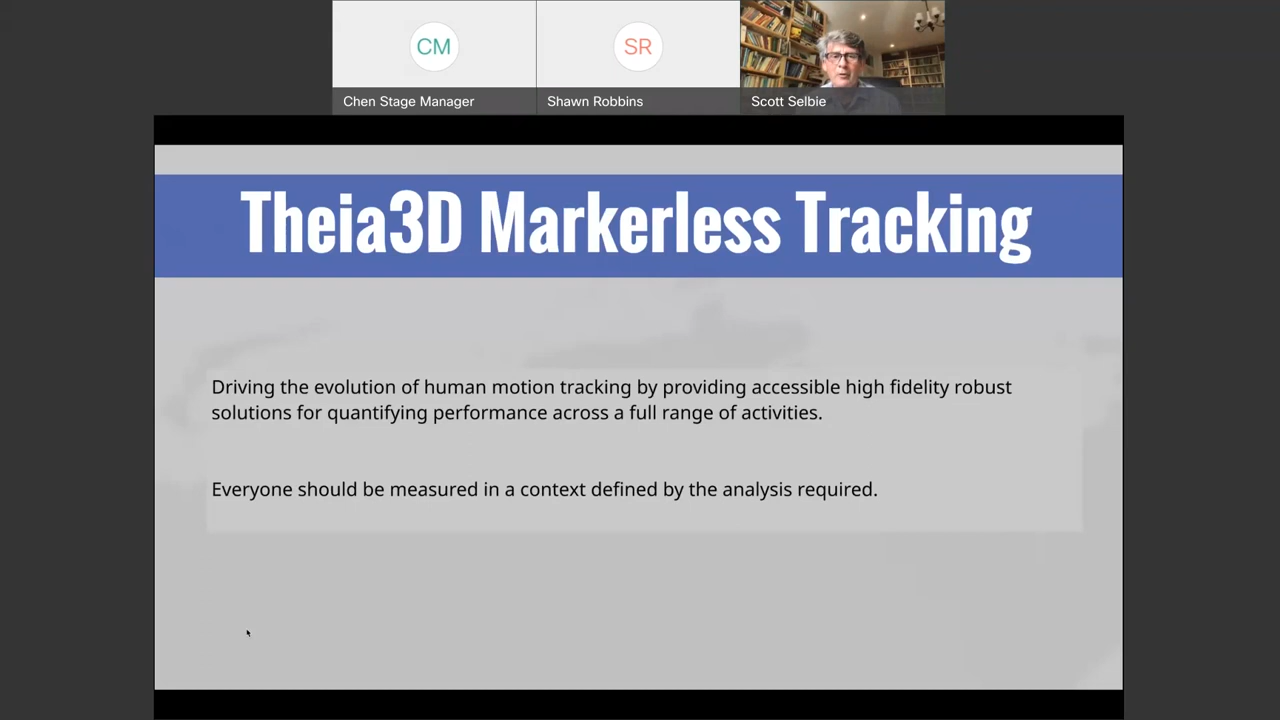 CM
SR
Chen Stage Manager
Shawn Robbins
Scott Selbie
Theia3D Markerless Tracking
Driving the evolution of human motion tracking by providing accessible high fidelity robust
solutions for quantifying performance across a full range of activities.
Everyone should be measured in a context defined by the analysis required.